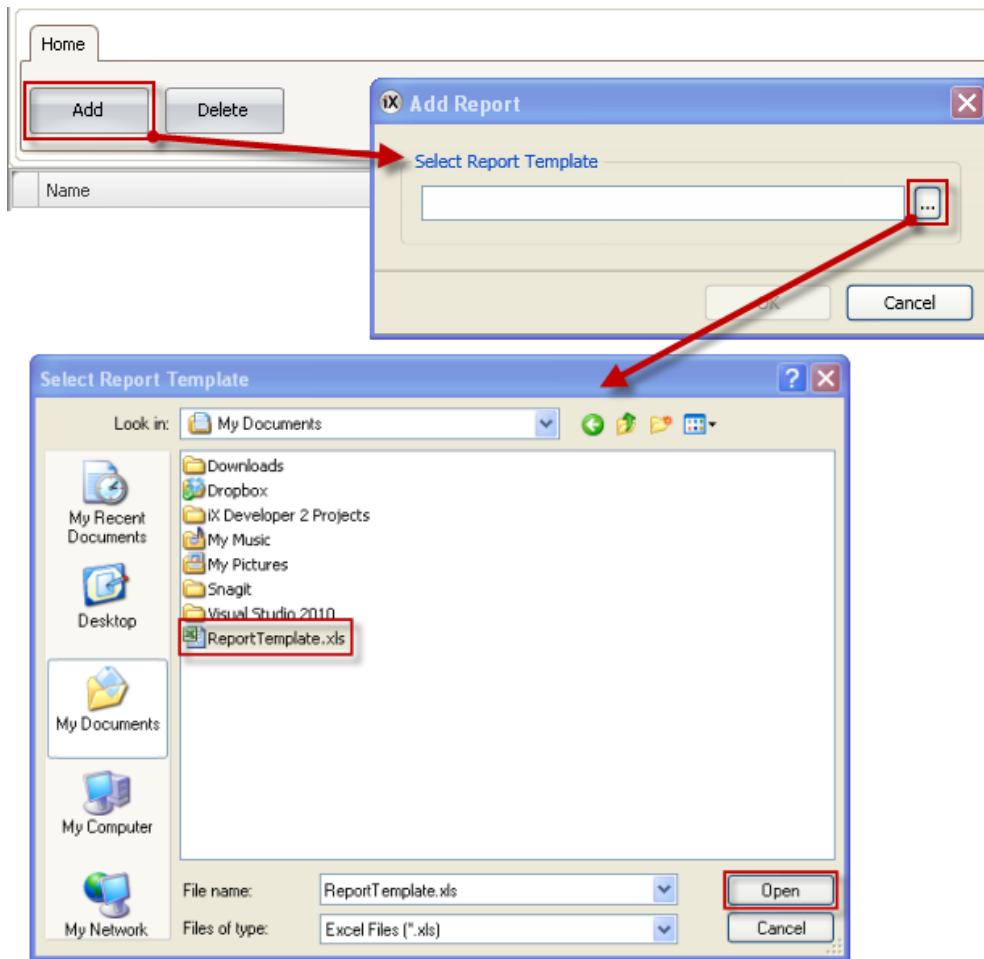 Home
Add Delete
iX Add Report
Select Report Template
...
Name
OK Cancel
Select Report Template
Look in: My Documents
Downloads
Dropbox
iX Developer 2 Projects
My Music
My Pictures
Snagit
Visual Studio 2010
ReportTemplate.xls
My Recent
Documents
Desktop
My Documents
My Computer
My Network
File name: ReportTemplate.xls Open
Files of type: Excel Files (*.xls) Cancel